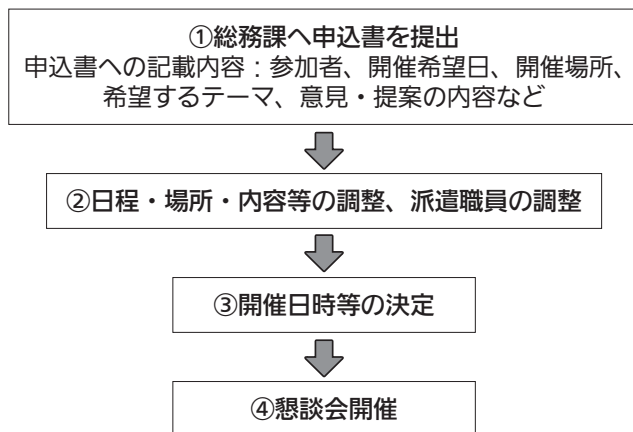 ①総務課へ申込書を提出
申込書への記載内容：参加者、開催希望日、開催場所、
希望するテーマ、意見・提案の内容など
②日程・場所・内容等の調整、派遣職員の調整
③開催日時等の決定
④懇談会開催